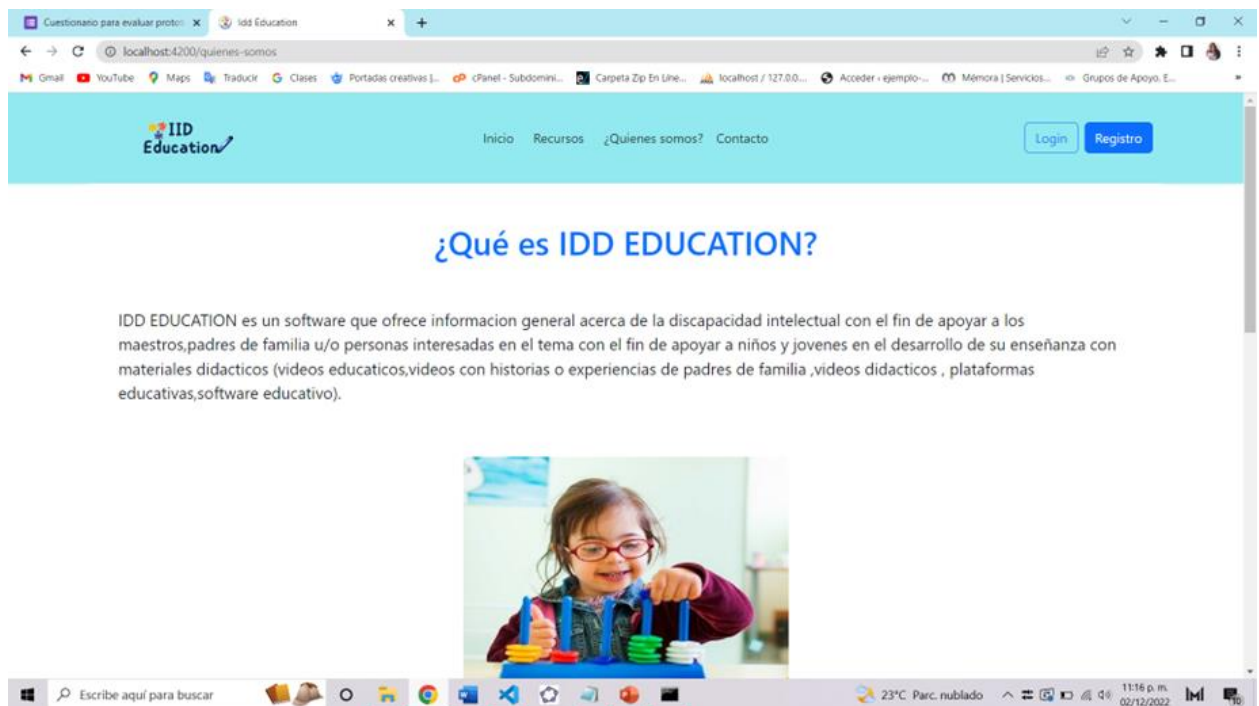 Cuestionario para evaluar protot
Idd Education
localhost:4200/quienes-somos
Gmail YouTube Maps Traducir Clases Portadas creativas |... cPanel - Subdomini... Carpeta Zip En Líne... localhost / 127.0.0... Acceder ‹ ejemplo-... Mémora | Servicios... Grupos de Apoyo. E...
IID
Education
Inicio Recursos ¿Quienes somos? Contacto
Login Registro
¿Qué es IDD EDUCATION?
IDD EDUCATION es un software que ofrece informacion general acerca de la discapacidad intelectual con el fin de apoyar a los
maestros,padres de familia u/o personas interesadas en el tema con el fin de apoyar a niños y jovenes en el desarrollo de su enseñanza con
materiales didacticos (videos educaticos,videos con historias o experiencias de padres de familia ,videos didacticos , plataformas
educativas,software educativo).
Escribe aquí para buscar
23°C Parc. nublado
11:16 p. m.
02/12/2022